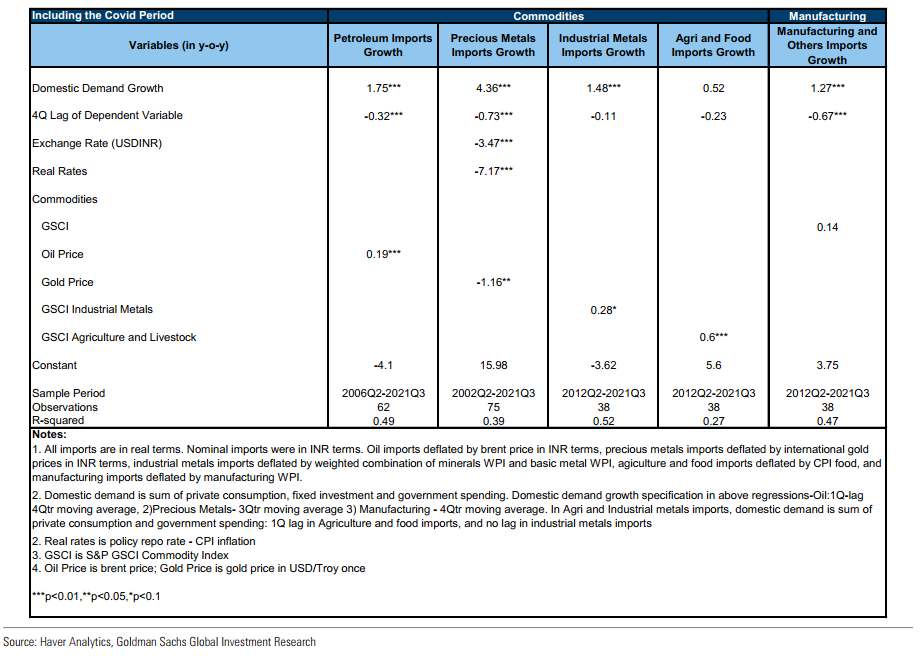 Including the Covid Period Commodities Manufacturing
Variables (in y-o-y) Petroleum Imports Growth Precious Metals Imports Growth Industrial Metals Imports Growth Agri and Food Imports Growth Manufacturing and Others Imports Growth
Domestic Demand Growth 1.75*** 4.36*** 1.48*** 0.52 1.27***
4Q Lag of Dependent Variable -0.32*** -0.73*** -0.11 -0.23 -0.67***
Exchange Rate (USDINR) -3.47***
Real Rates -7.17***
Commodities
GSCI 0.14
Oil Price 0.19***
Gold Price -1.16**
GSCI Industrial Metals 0.28*
GSCI Agriculture and Livestock 0.6***
Constant -4.1 15.98 -3.62 5.6 3.75
Sample Period 2006Q2-2021Q3 2002Q2-2021Q3 2012Q2-2021Q3 2012Q2-2021Q3 2012Q2-2021Q3
Observations 62 75 38 38 38
R-squared 0.49 0.39 0.52 0.27 0.47
Notes:
1. All imports are in real terms. Nominal imports were in INR terms. Oil imports deflated by brent price in INR terms, precious metals imports deflated by international gold
prices in INR terms, industrial metals imports deflated by weighted combination of minerals WPI and basic metal WPI, agiculture and food imports deflated by CPI food, and
manufacturing imports deflated by manufacturing WPI.
2. Domestic demand is sum of private consumption, fixed investment and government spending. Domestic demand growth specification in above regressions-Oil:1Q-lag
4Qtr moving average, 2)Precious Metals- 3Qtr moving average 3) Manufacturing - 4Qtr moving average. In Agri and Industrial metals imports, domestic demand is sum of
private consumption and government spending: 1Q lag in Agriculture and food imports, and no lag in industrial metals imports
2. Real rates is policy repo rate - CPI inflation
3. GSCI is S&P GSCI Commodity Index
4. Oil Price is brent price; Gold Price is gold price in USD/Troy once
***p<0.01,**p<0.05,*p<0.1
Source: Haver Analytics, Goldman Sachs Global Investment Research